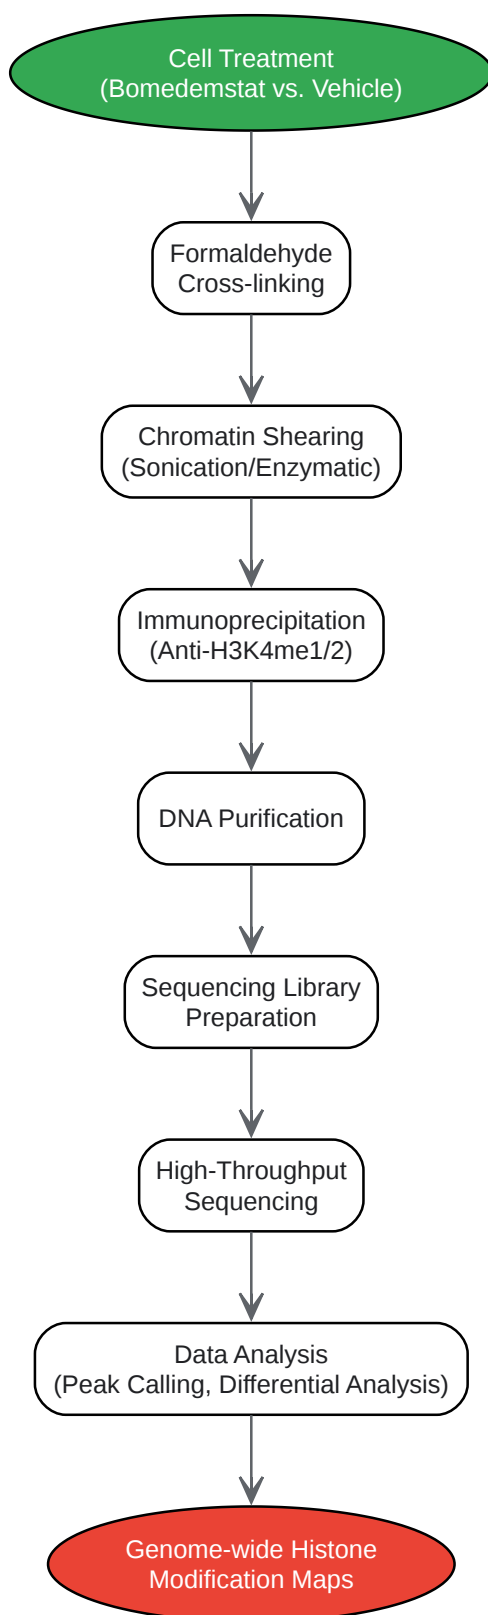 Cell Treatment
(Bomedemstat vs. Vehicle)
Formaldehyde
Cross-linking
Chromatin Shearing
(Sonication/Enzymatic)
Immunoprecipitation
(Anti-H3K4me1/2)
DNA Purification
Sequencing Library
Preparation
High-Throughput
Sequencing
Data Analysis
(Peak Calling, Differential Analysis)
Genome-wide Histone
Modification Maps